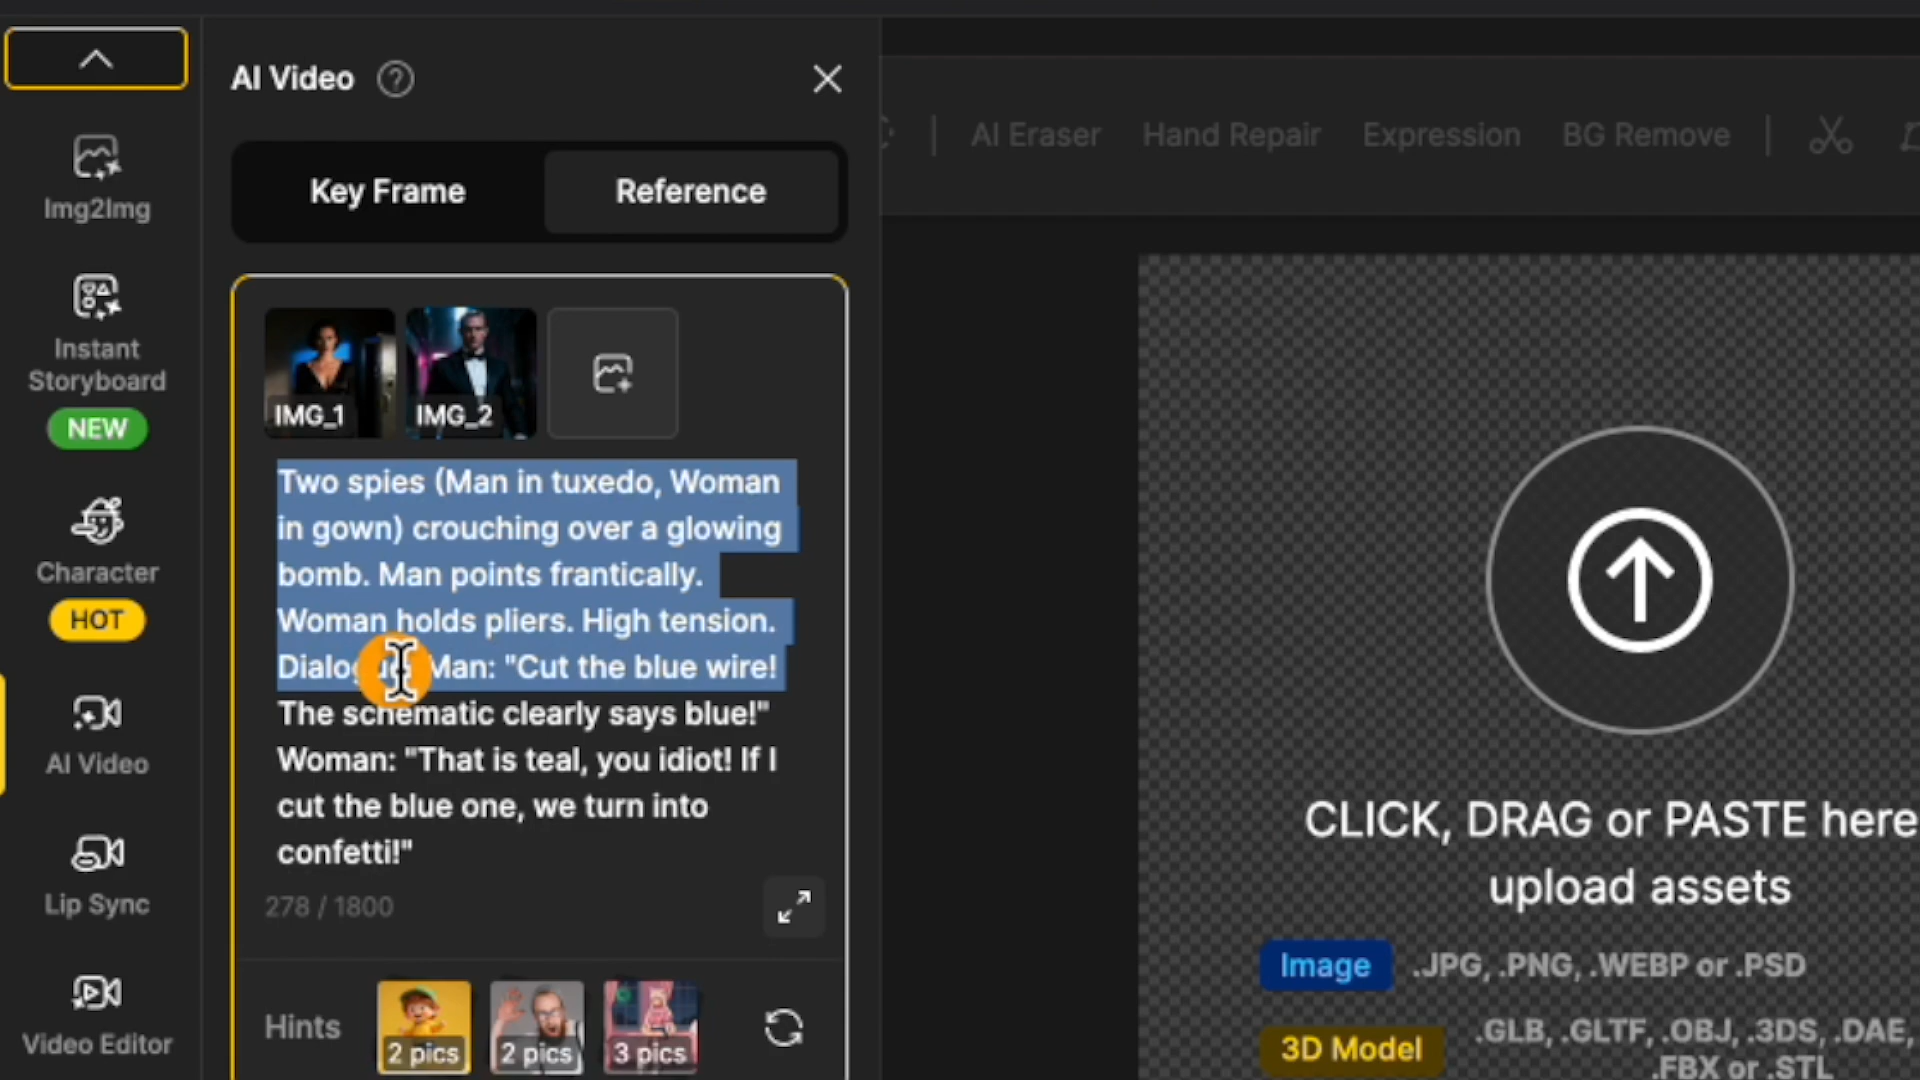 AI Video
Key Frame
Reference
AI Eraser
Hand Repair
Expression
BG Remove
Img2Img
Instant
Storyboard
NEW
Character
HOT
AI Video
Lip Sync
Video Editor
IMG_1
IMG_2
Two spies (Man in tuxedo, Woman
in gown) crouching over a glowing
bomb. Man points frantically.
Woman holds pliers. High tension.
Man: "Cut the blue wire!
The schematic clearly says blue!"
Woman: "That is teal, you idiot! If I
cut the blue one, we turn into
confetti!"
278 / 1800
Hints
2 pics
2 pics
3 pics
CLICK, DRAG or PASTE here
upload assets
Image
.JPG, .PNG, .WEBP or .PSD
3D Model
.GLB, .GLTF, .OBJ, .3DS, .DAE,
.FBX or .STL